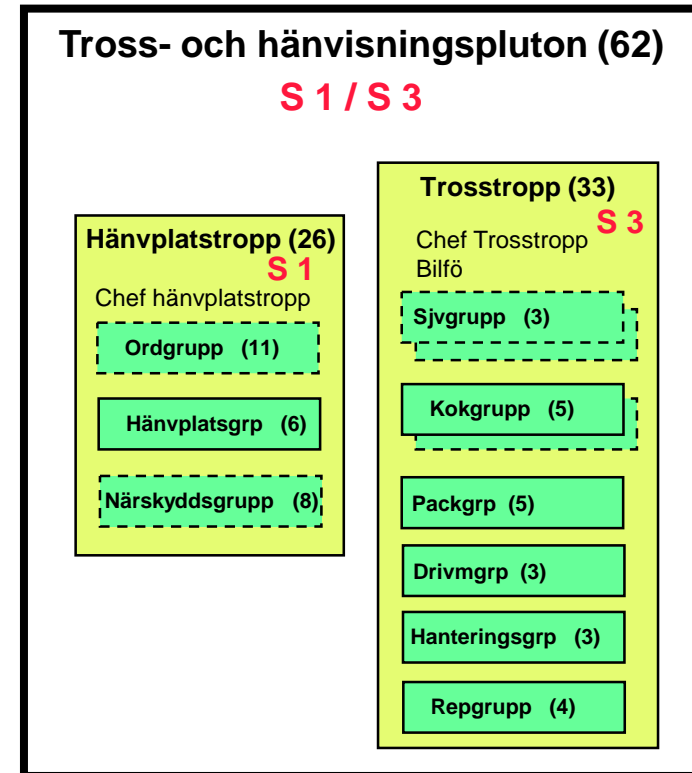 Tross- och hänvisningspluton (62)
S 1 / S 3
Hänvplatstropp (26)
S 1
Chef hänvplatstropp
Ordgrupp (11)
Hänvplatsgrp (6)
Närskyddsgrupp (8)
Trosstropp (33)
S 3
Chef Trosstropp
Bilfö
Sjvgrupp (3)
Kokgrupp (5)
Packgrp (5)
Drivmgrp (3)
Hanteringsgrp (3)
Repgrupp (4)